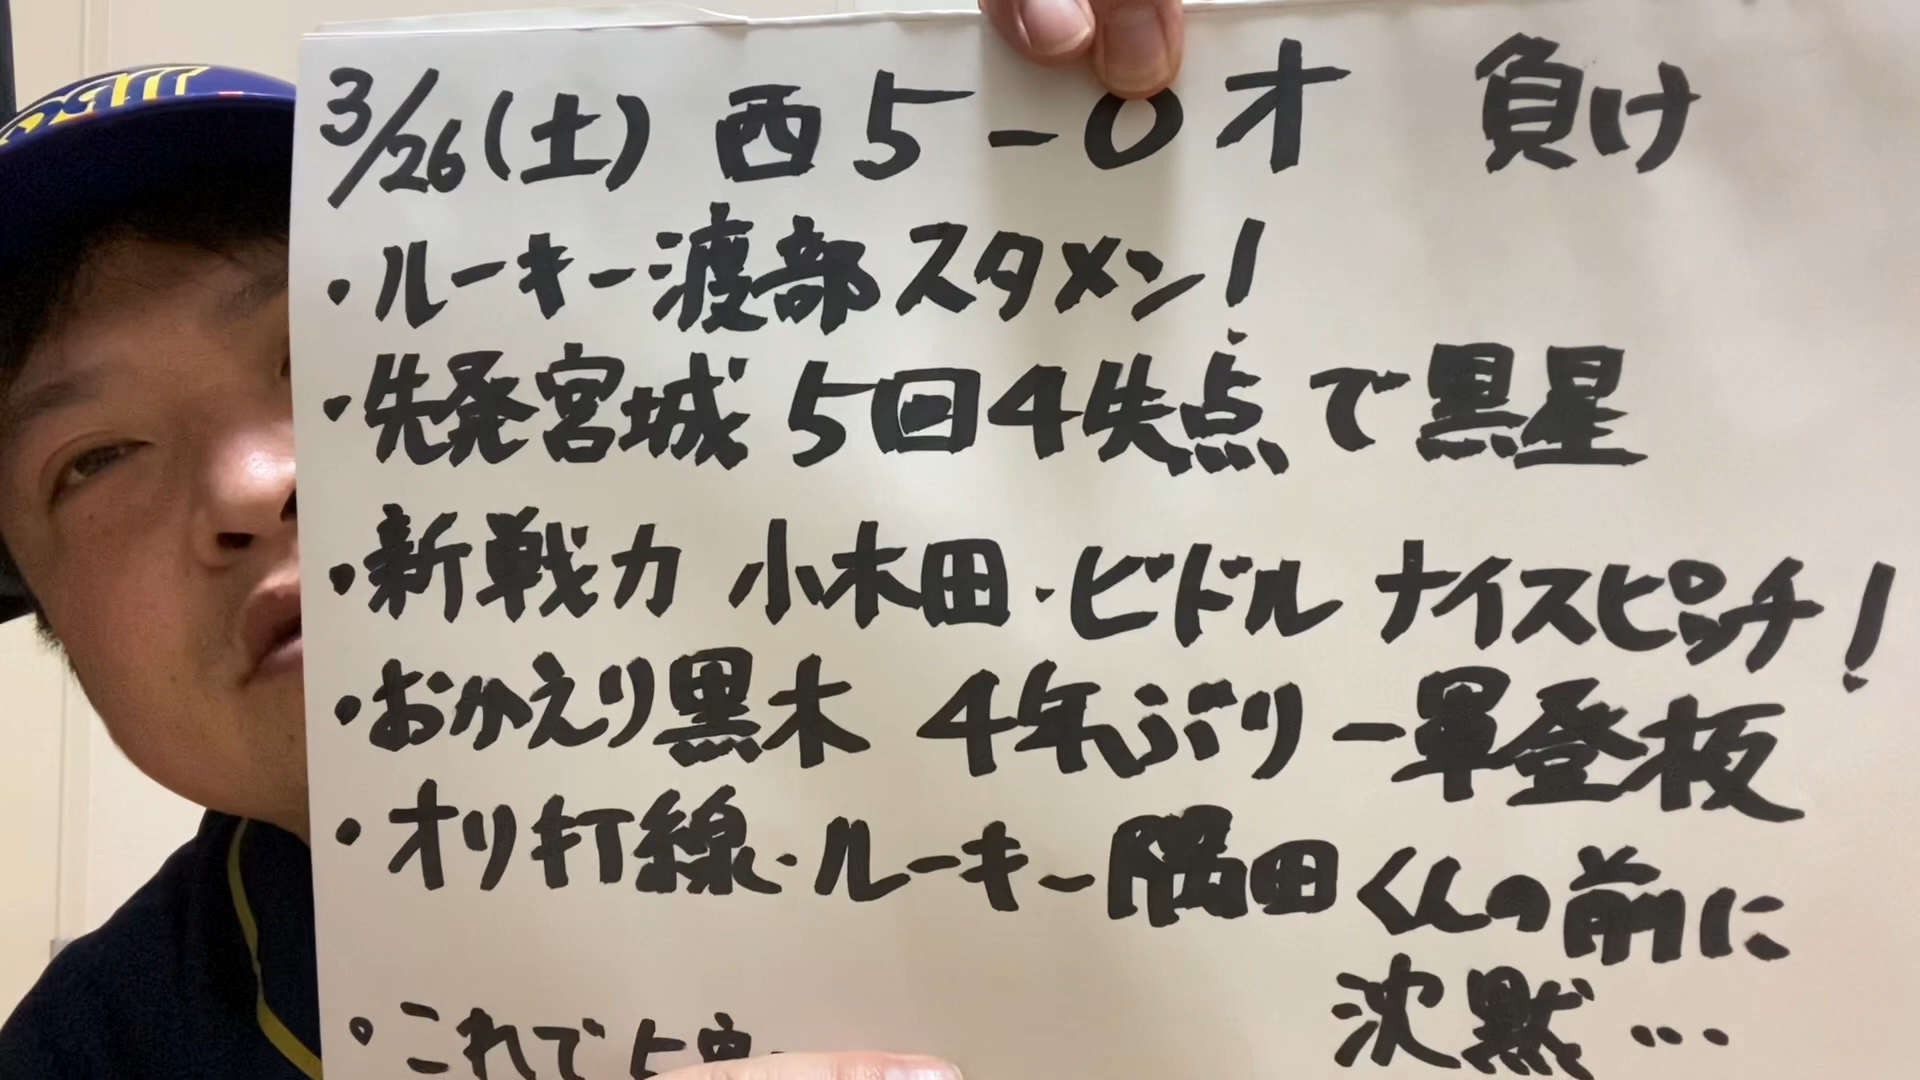 3/26(土) 西 5-0 オ 負け
・ルーキー渡部 スタメン!
・先発宮城 5回4失点で黒星
・新戦力 小木田・ビドル ナイスピッチ!
・おかえり黒木 4年ぶり一軍登板
・オリ打線・ルーキー隅田くんの前に
沈黙…
・これで